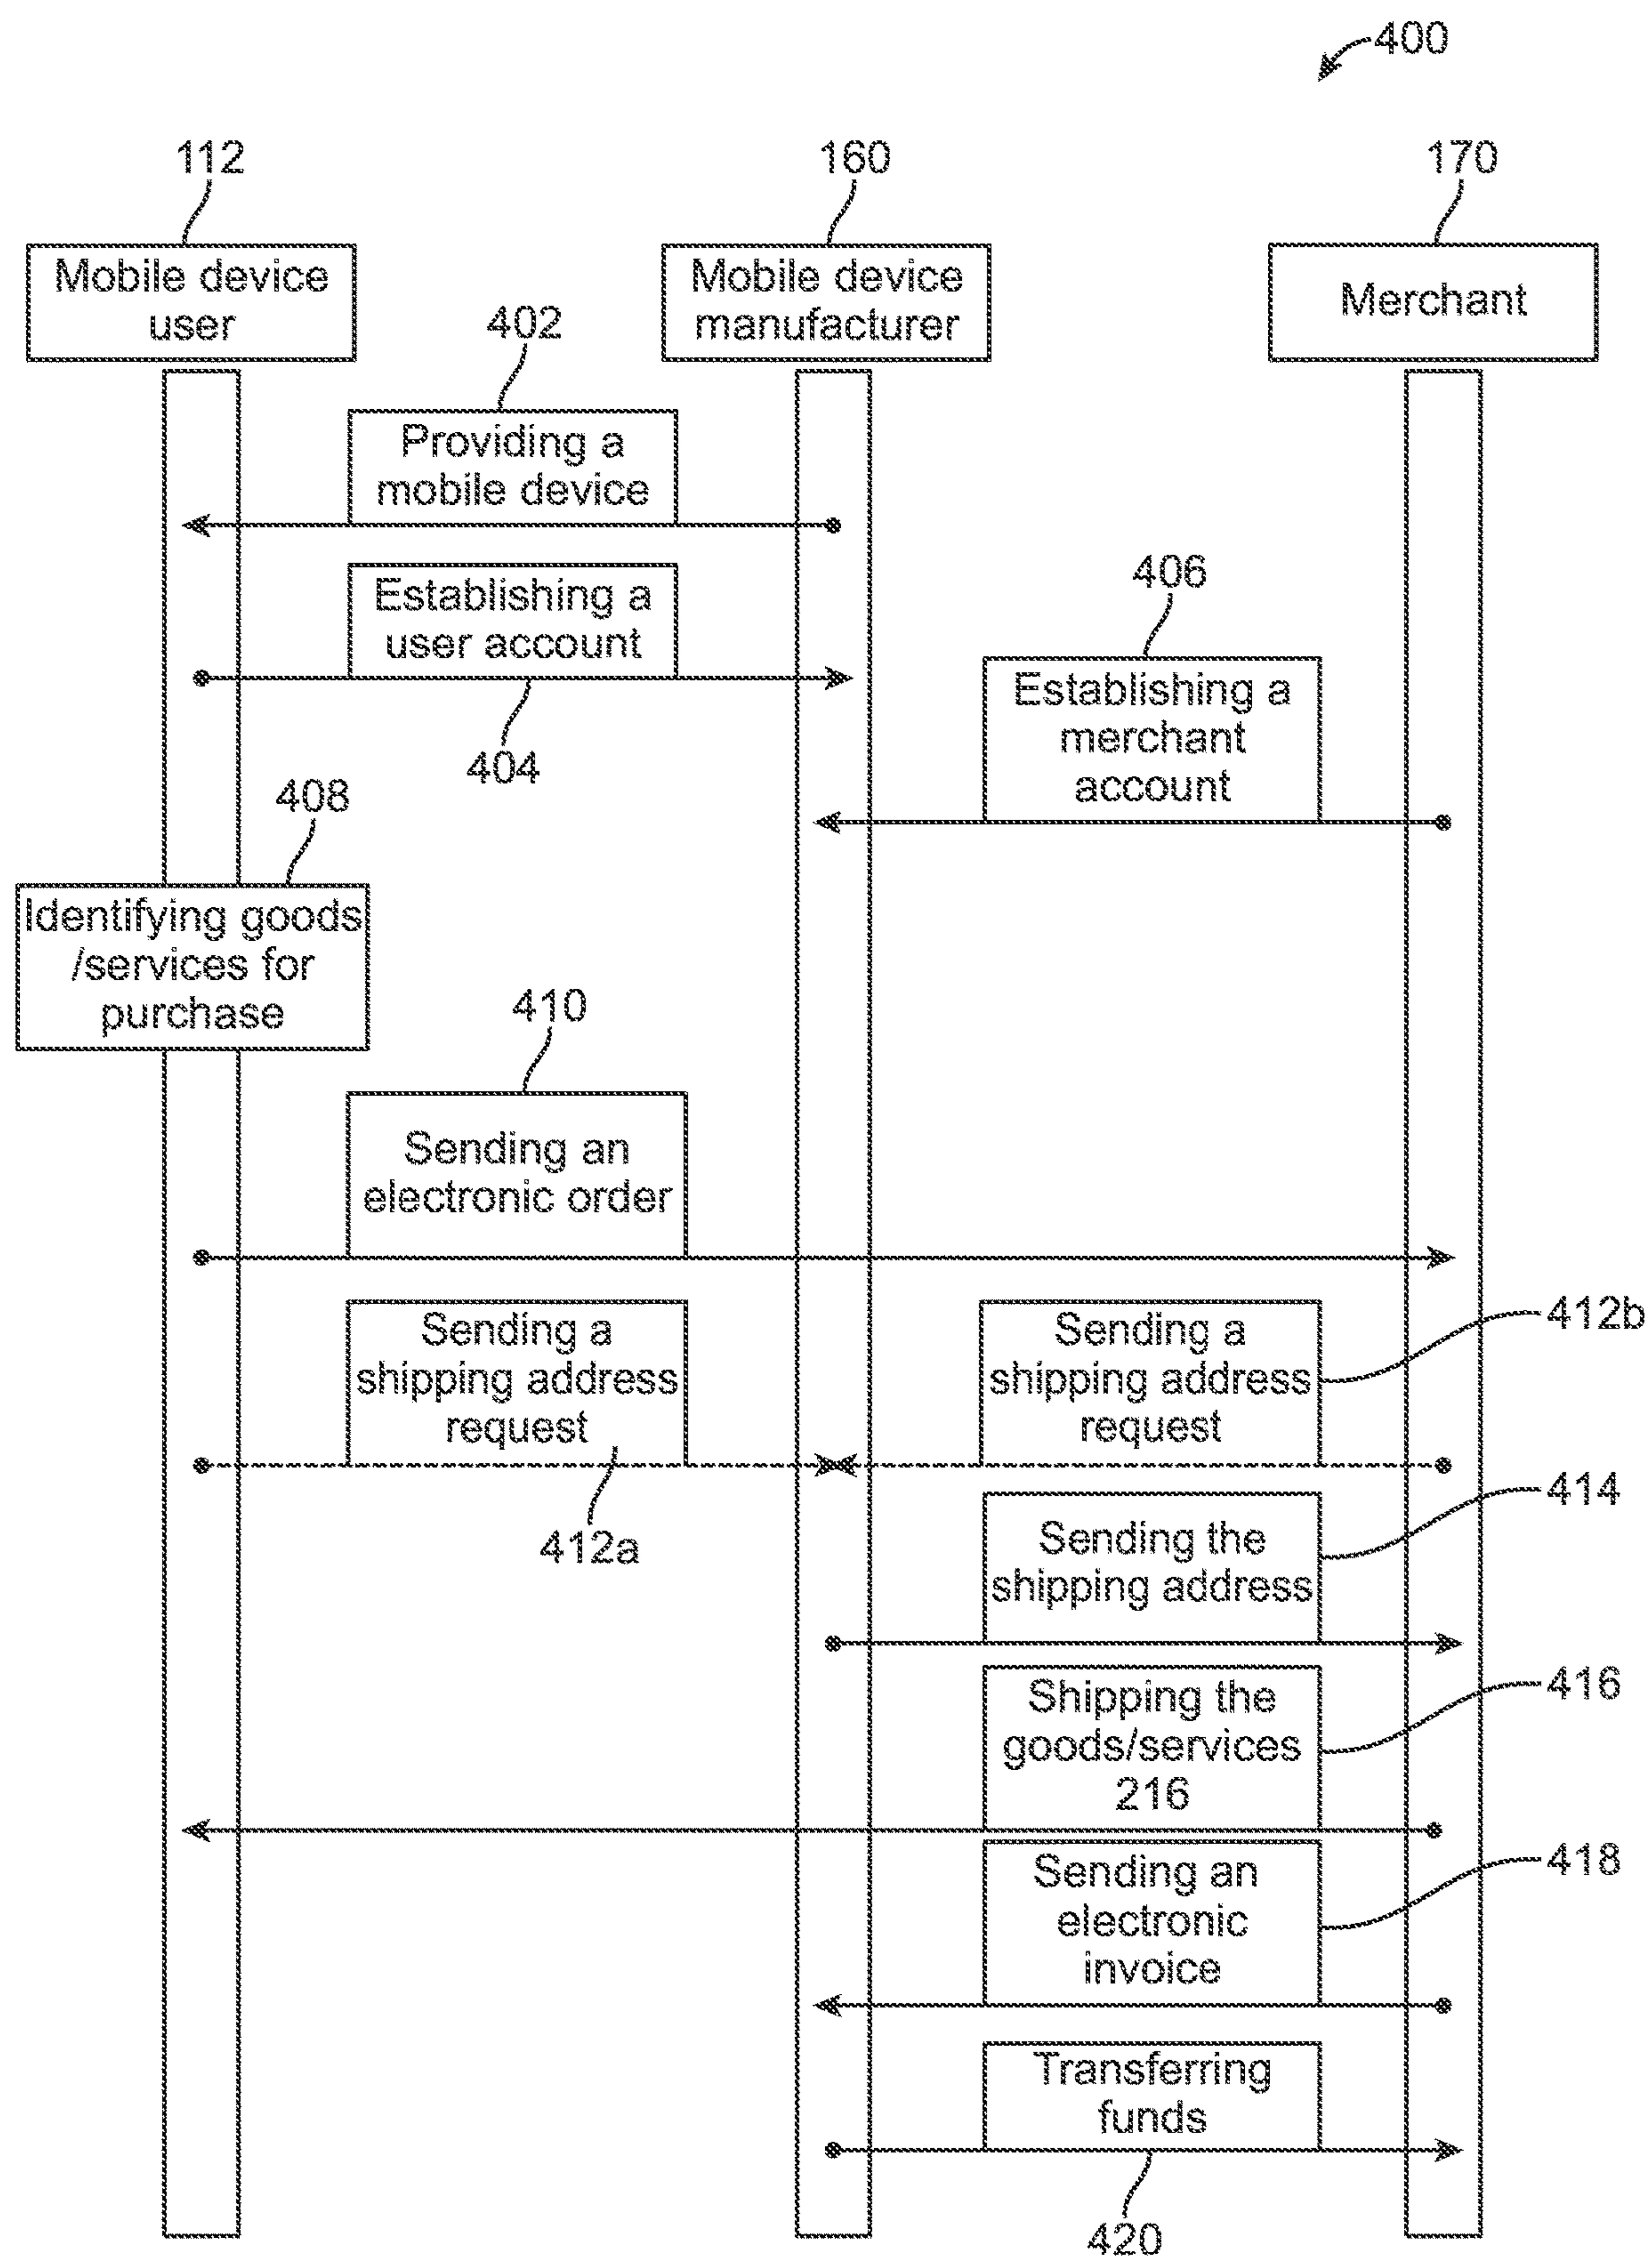 400
112
160
170
Mobile device
user
Mobile device
manufacturer
Merchant
402
Providing a
mobile device
Establishing a
user account
404
406
Establishing a
merchant
account
408
Identifying goods
/services for
purchase
410
Sending an
electronic order
Sending a
shipping address
request
412a
Sending a
shipping address
request
412b
Sending the
shipping address
414
Shipping the
goods/services
216
416
Sending an
electronic
invoice
418
Transferring
funds
420